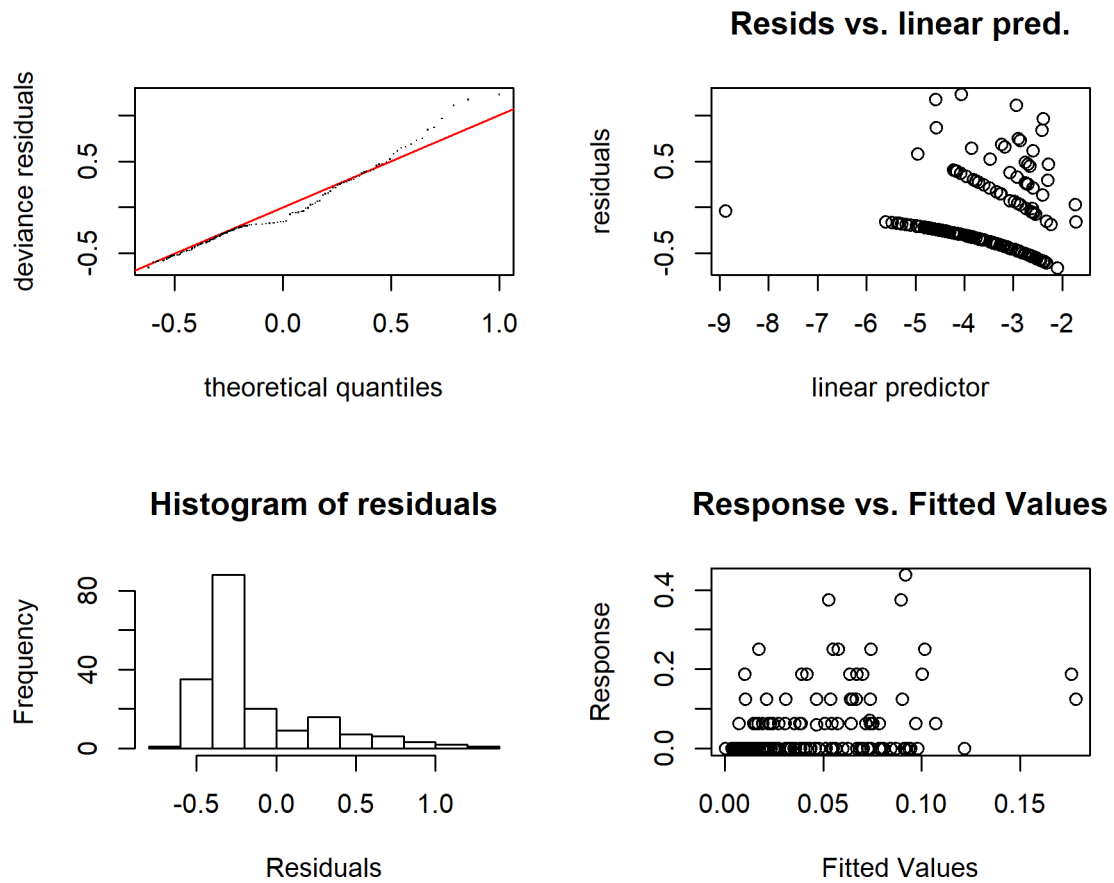 deviance residuals
0.5
-0.5
-0.5 0.0 0.5 1.0
theoretical quantiles
Resids vs. linear pred.
residuals
0.5
-0.5
-9 -8 -7 -6 -5 -4 -3 -2
linear predictor
Histogram of residuals
Frequency
80
40
0
-0.5 0.0 0.5 1.0
Residuals
Response vs. Fitted Values
Response
0.4
0.2
0.0
0.00 0.05 0.10 0.15
Fitted Values